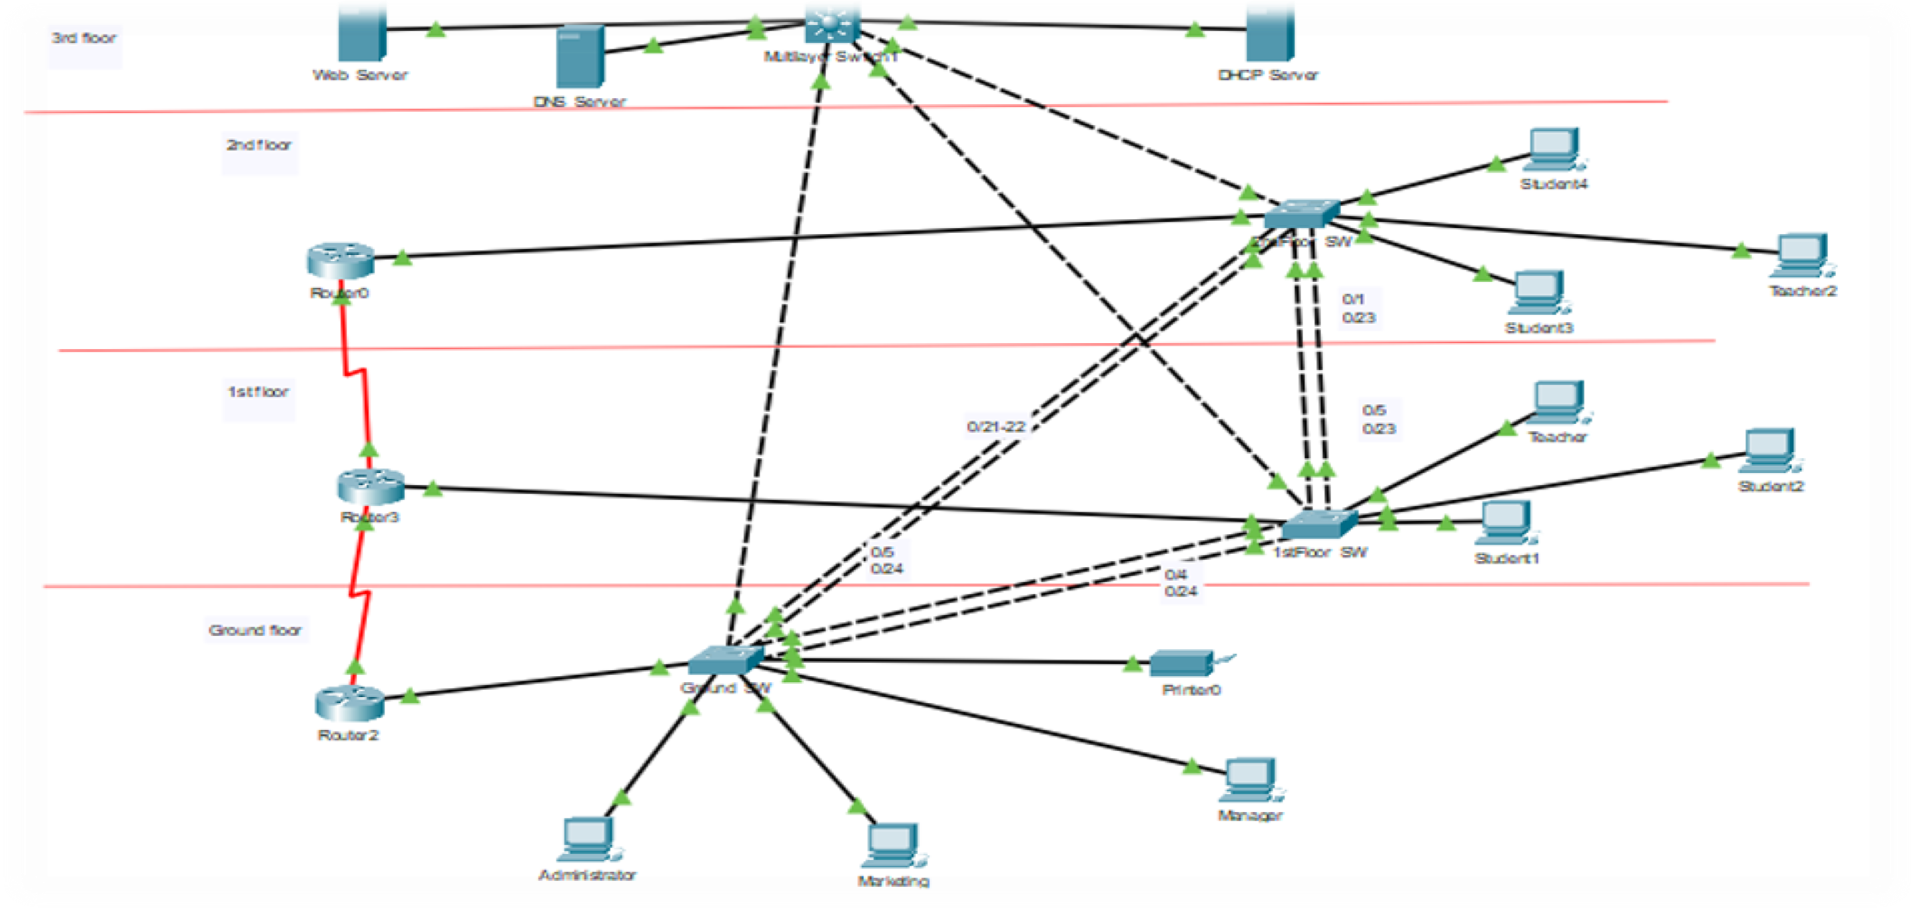 3rd floor
Web Server
DNS Server
Multilayer Switch1
DHCP Server
2nd floor
Student4
2ndFloor SW
Teacher2
Router0
0/1
0/23
Student3
1st floor
0/21-22
0/5
0/23
Teacher
Student2
Router3
1stFloor SW
Student1
0/5
0/24
0/4
0/24
Ground floor
Ground SW
Printer0
Router2
Manager
Administrator
Marketing